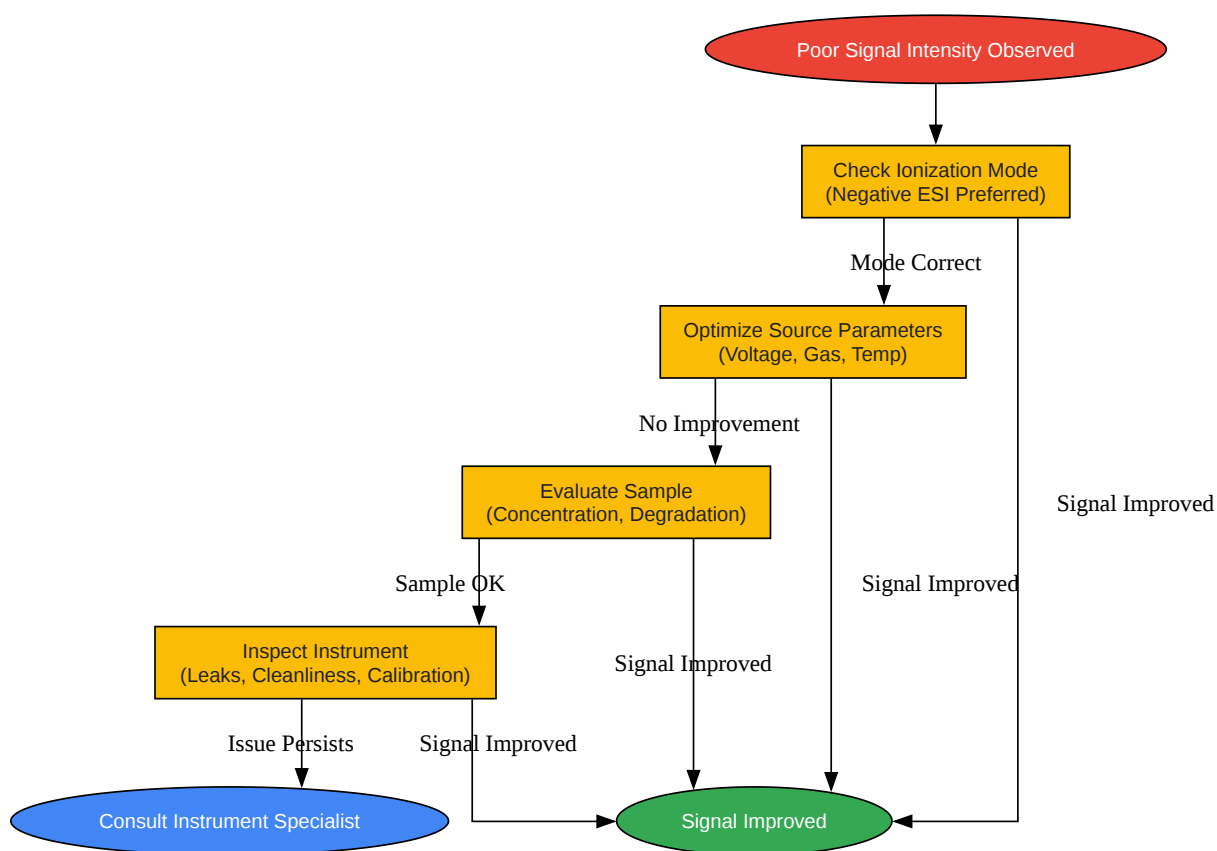 Poor Signal Intensity Observed
Check Ionization Mode
(Negative ESI Preferred)
Mode Correct
Optimize Source Parameters
(Voltage, Gas, Temp)
No Improvement
Evaluate Sample
(Concentration, Degradation)
Signal Improved
Sample OK
Signal Improved
Inspect Instrument
(Leaks, Cleanliness, Calibration)
Signal Improved
Issue Persists
Signal Improved
Consult Instrument Specialist
Signal Improved